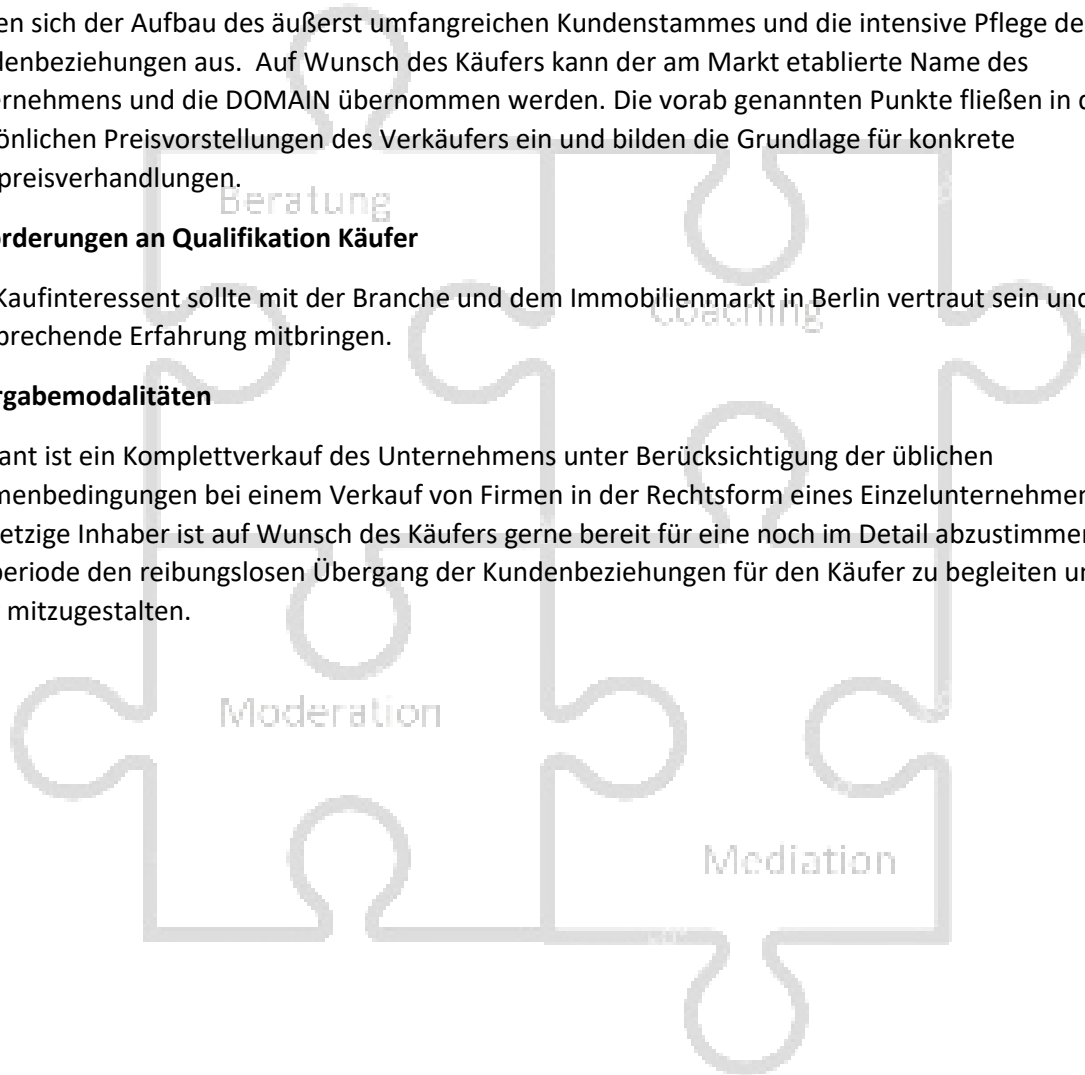 en sich der Aufbau des äußerst umfangreichen Kundenstammes und die intensive Pflege de
denbeziehungen aus.  Auf Wunsch des Käufers kann der am Markt etablierte Name des
ernehmens und die DOMAIN übernommen werden. Die vorab genannten Punkte fließen in d
önlichen Preisvorstellungen des Verkäufers ein und bilden die Grundlage für konkrete
preisverhandlungen.
Beratung
orderungen an Qualifikation Käufer
Kaufinteressent sollte mit der Branche und dem Immobilienmarkt in Berlin vertraut sein und
Coaching
prechende Erfahrung mitbringen.
rgabemodalitäten
ant ist ein Komplettverkauf des Unternehmens unter Berücksichtigung der üblichen
menbedingungen bei einem Verkauf von Firmen in der Rechtsform eines Einzelunternehmen
etzige Inhaber ist auf Wunsch des Käufers gerne bereit für eine noch im Detail abzustimmen
periode den reibungslosen Übergang der Kundenbeziehungen für den Käufer zu begleiten un
mitzugestalten.
Moderation
Mediation